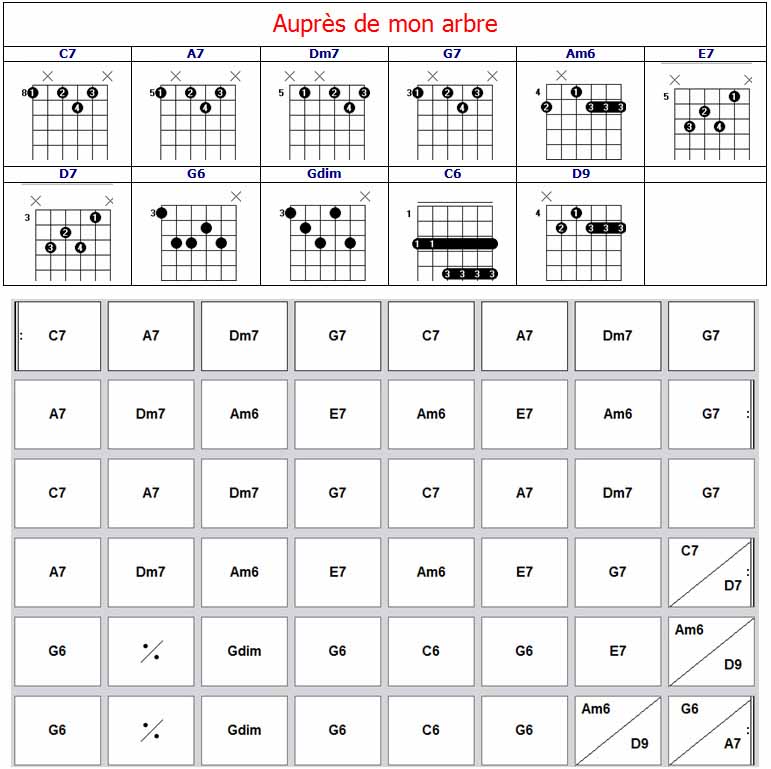 Auprès de mon arbre
C7 A7 Dm7 G7 Am6 E7
× × × × × × × × × × ×
8 1 2 3 5 1 2 3 5 1 2 3 3 1 2 3 4 1 5 1
4 4 4 4 2 3 3 3 2
3 4
D7 G6 Gdim C6 D9
× × × × ×
3 1 3 3 1 4 1
2 2 3 3 3
3 4 1 1
3 3 3 3
: C7 A7 Dm7 G7 C7 A7 Dm7 G7
A7 Dm7 Am6 E7 Am6 E7 Am6 G7 :
C7 A7 Dm7 G7 C7 A7 Dm7 G7
A7 Dm7 Am6 E7 Am6 E7 G7 C7 / D7 :
G6 ٪ Gdim G6 C6 G6 E7 Am6 / D9
G6 ٪ Gdim G6 C6 G6 Am6 / D9 G6 / A7 :